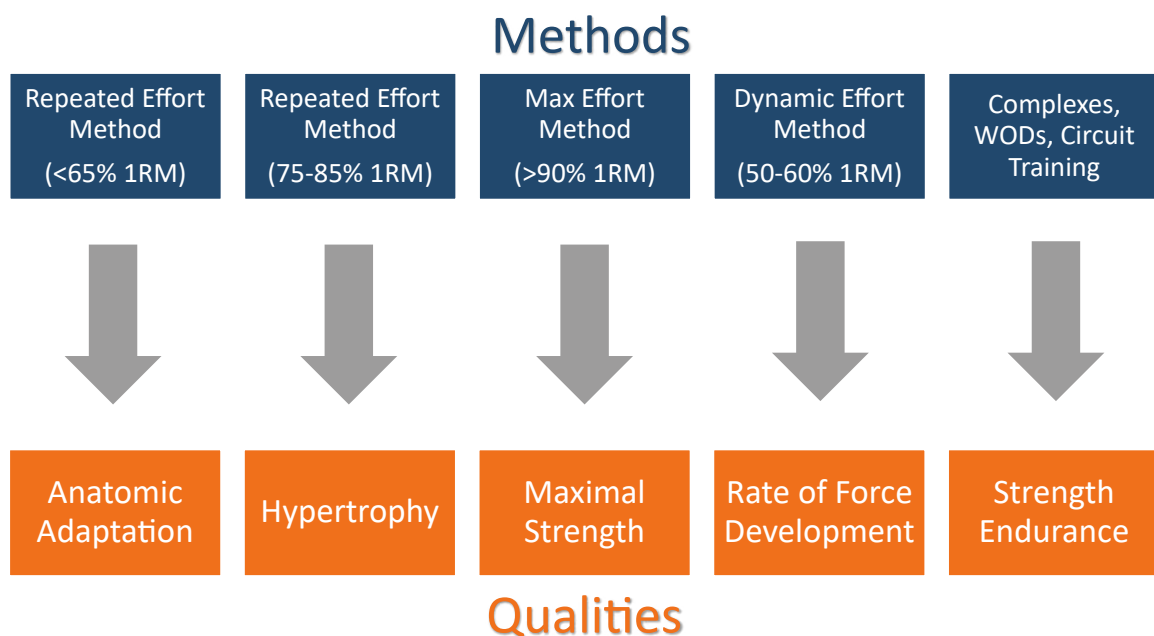 Methods
Repeated Effort
Method
(<65% 1RM)
Repeated Effort
Method
(75-85% 1RM)
Max Effort
Method
(>90% 1RM)
Dynamic Effort
Method
(50-60% 1RM)
Complexes,
WODs, Circuit
Training
Anatomic
Adaptation
Hypertrophy
Maximal
Strength
Rate of Force
Development
Strength
Endurance
Qualities